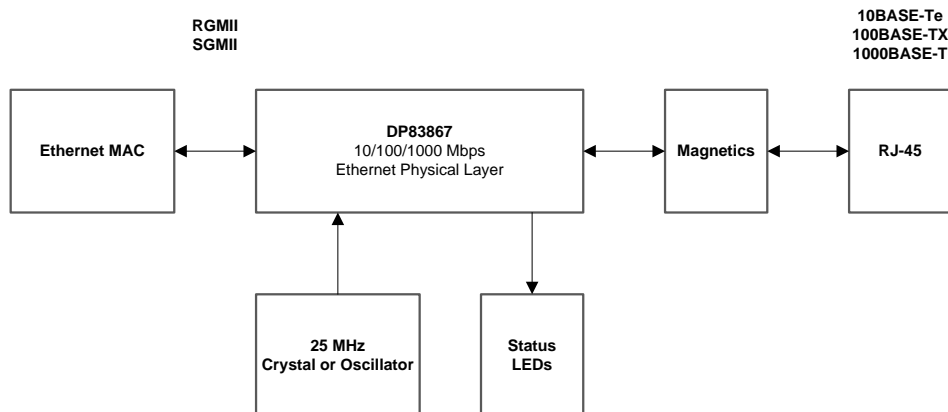 RGMII
SGMII
10BASE-Te
100BASE-TX
1000BASE-T
Ethernet MAC
DP83867
10/100/1000 Mbps
Ethernet Physical Layer
Magnetics
RJ-45
25 MHz
Crystal or Oscillator
Status
LEDs